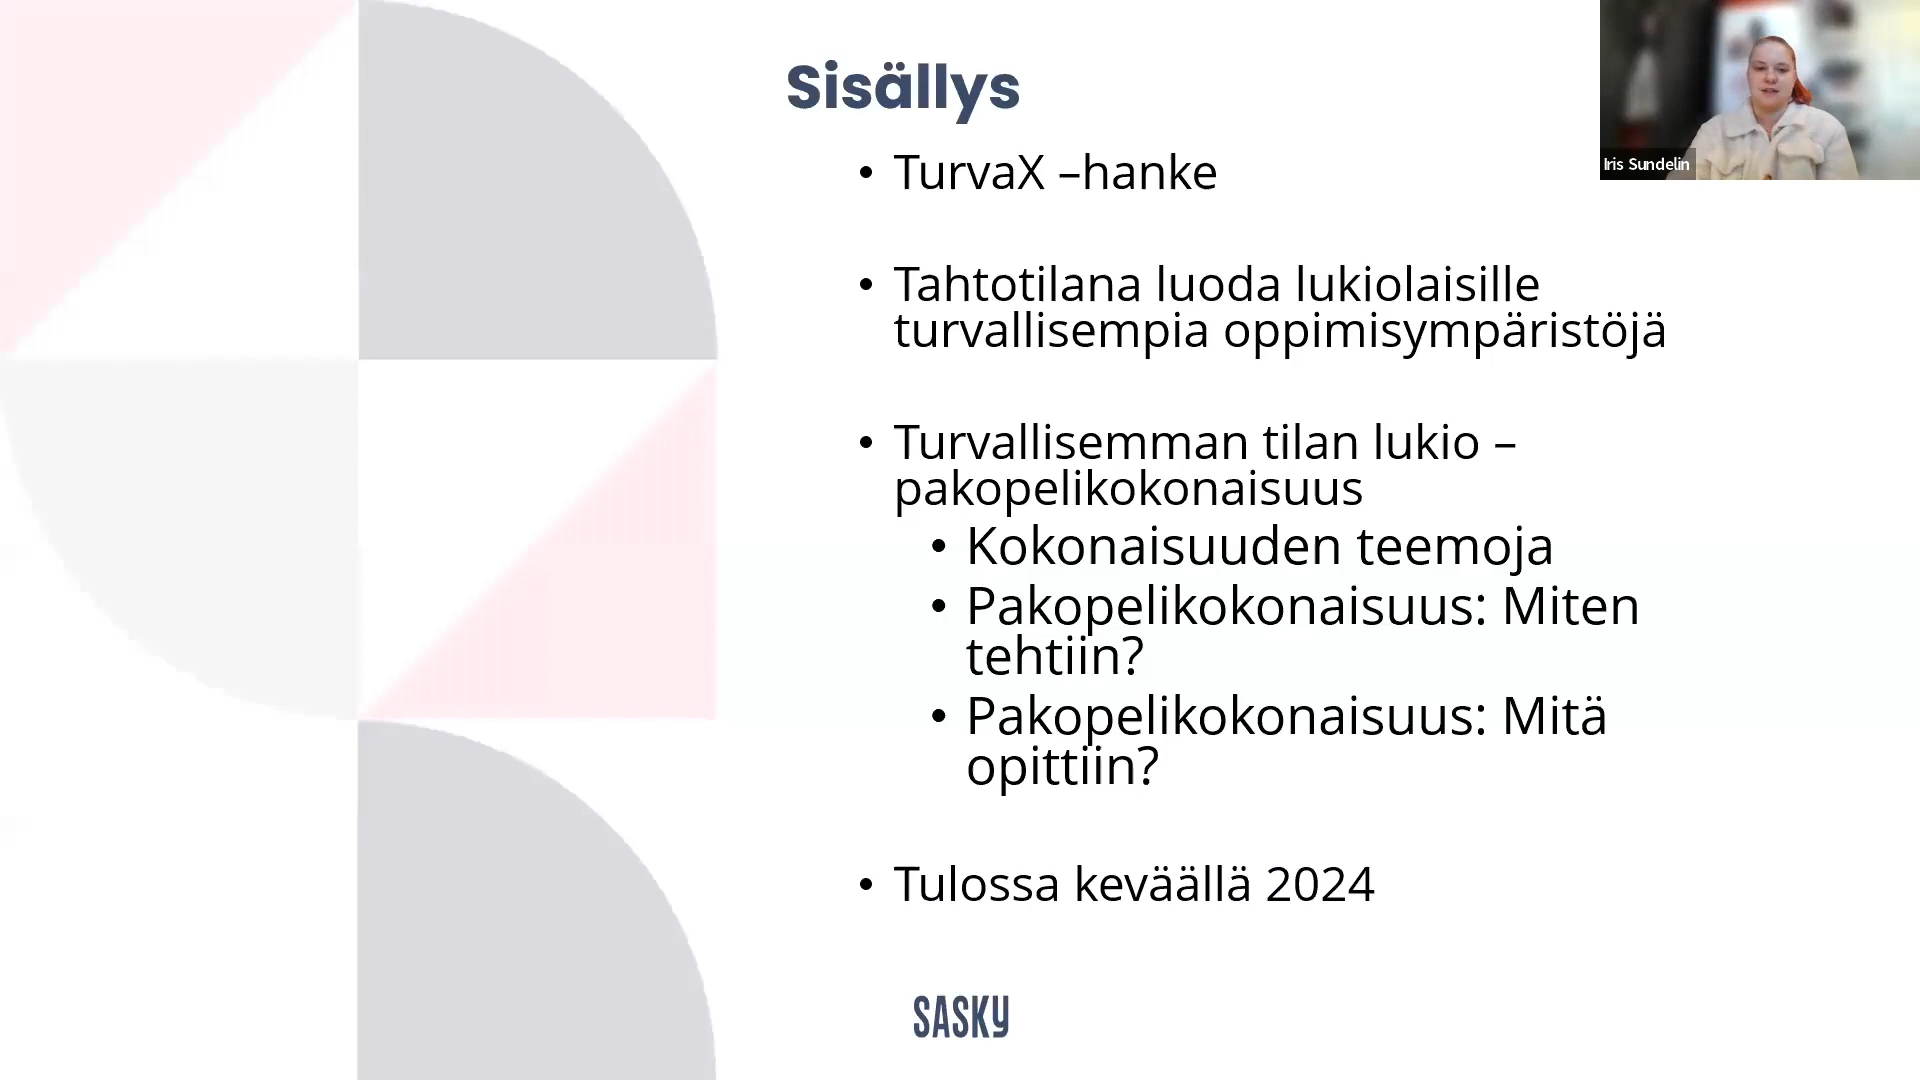 Sisällys
• TurvaX –hanke
• Tahtotilana luoda lukiolaisille
turvallisempia oppimisympäristöjä
• Turvallisemman tilan lukio –
pakopelikokonaisuus
• Kokonaisuuden teemoja
• Pakopelikokonaisuus: Miten
tehtiin?
• Pakopelikokonaisuus: Mitä
opittiin?
• Tulossa keväällä 2024
SASKY
Iris Sundelin